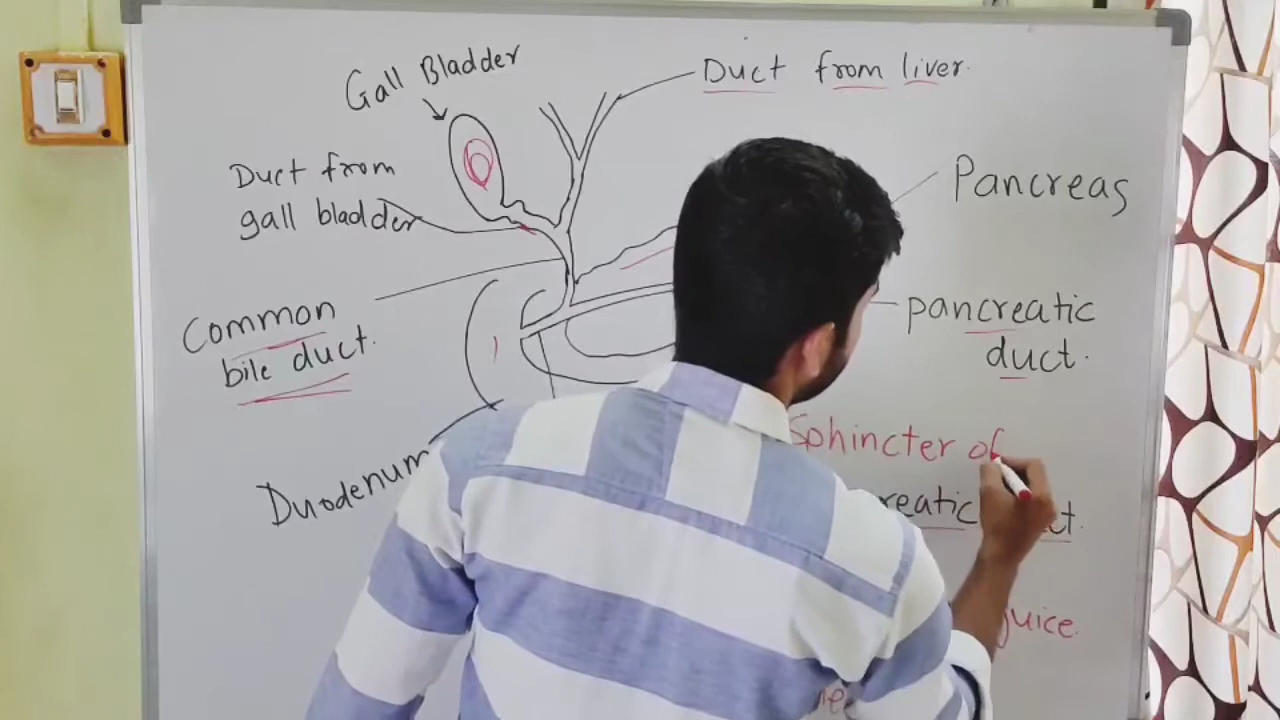 Gall Bladder
Duct from liver.
Duct from
gall bladder
Pancreas
Common
bile duct.
pancreatic
duct.
Duodenum
Sphincter of
juice.